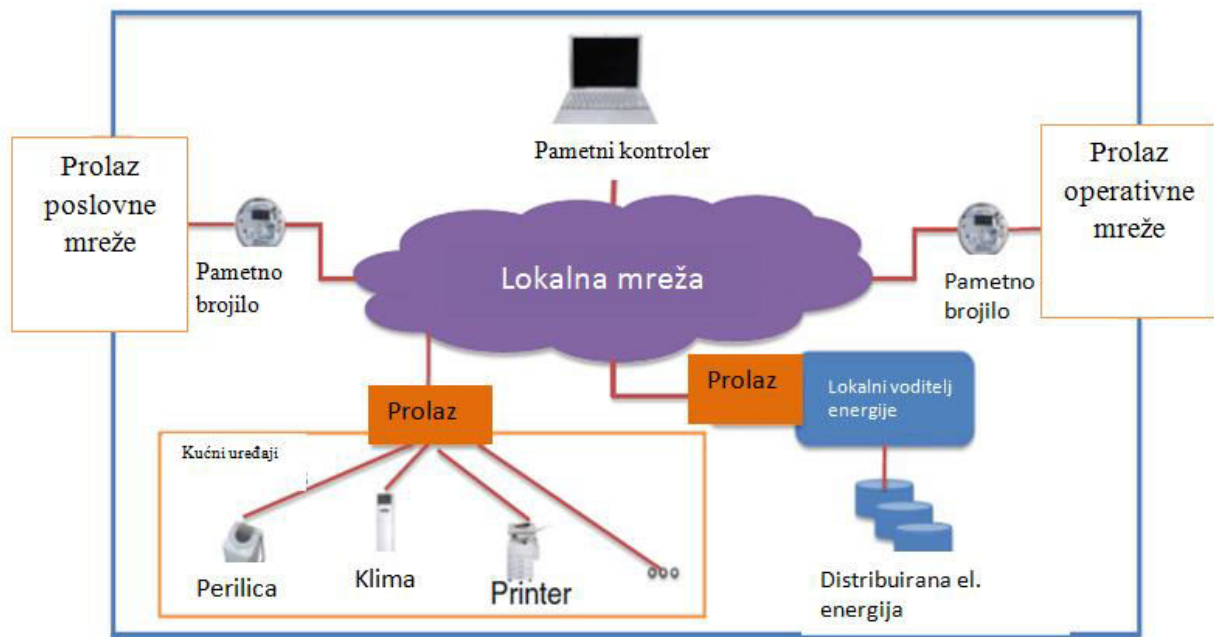 Pametni kontroler
Prolaz
poslovne
mreže
Prolaz
operativne
mreže
Pametno
brojilo
Lokalna mreža
Pametno
brojilo
Prolaz
Prolaz
Lokalni voditelj
energije
Kućni uređaji
Perilica
Klima
Printer
Distribuirana el.
energija